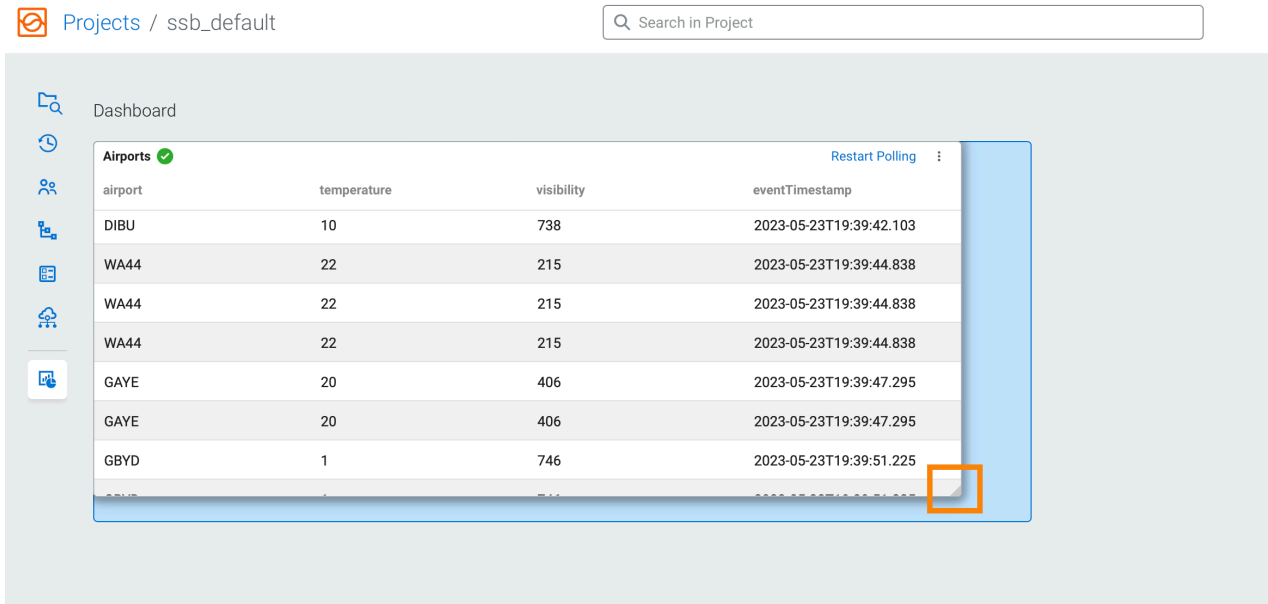 Projects / ssb_default
Search in Project
Dashboard
Airports
Restart Polling
airport temperature visibility eventTimestamp
DIBU 10 738 2023-05-23T19:39:42.103
WA44 22 215 2023-05-23T19:39:44.838
WA44 22 215 2023-05-23T19:39:44.838
WA44 22 215 2023-05-23T19:39:44.838
GAYE 20 406 2023-05-23T19:39:47.295
GAYE 20 406 2023-05-23T19:39:47.295
GBYD 1 746 2023-05-23T19:39:51.225